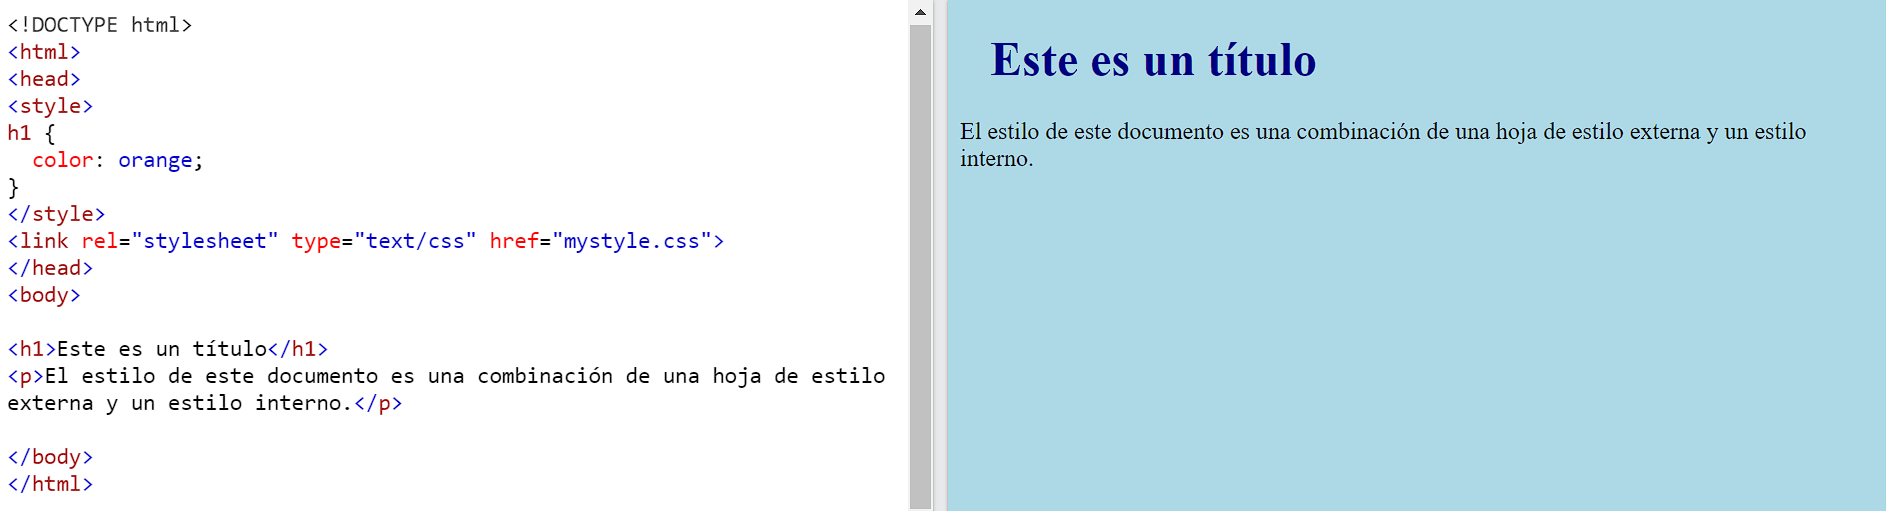 <!DOCTYPE html>
<html>
<head>
<style>
h1 {
  color: orange;
}
</style>
<link rel="stylesheet" type="text/css" href="mystyle.css">
</head>
<body>

<h1>Este es un título</h1>
<p>El estilo de este documento es una combinación de una hoja de estilo
externa y un estilo interno.</p>

</body>
</html>
Este es un título
El estilo de este documento es una combinación de una hoja de estilo externa y un estilo
interno.